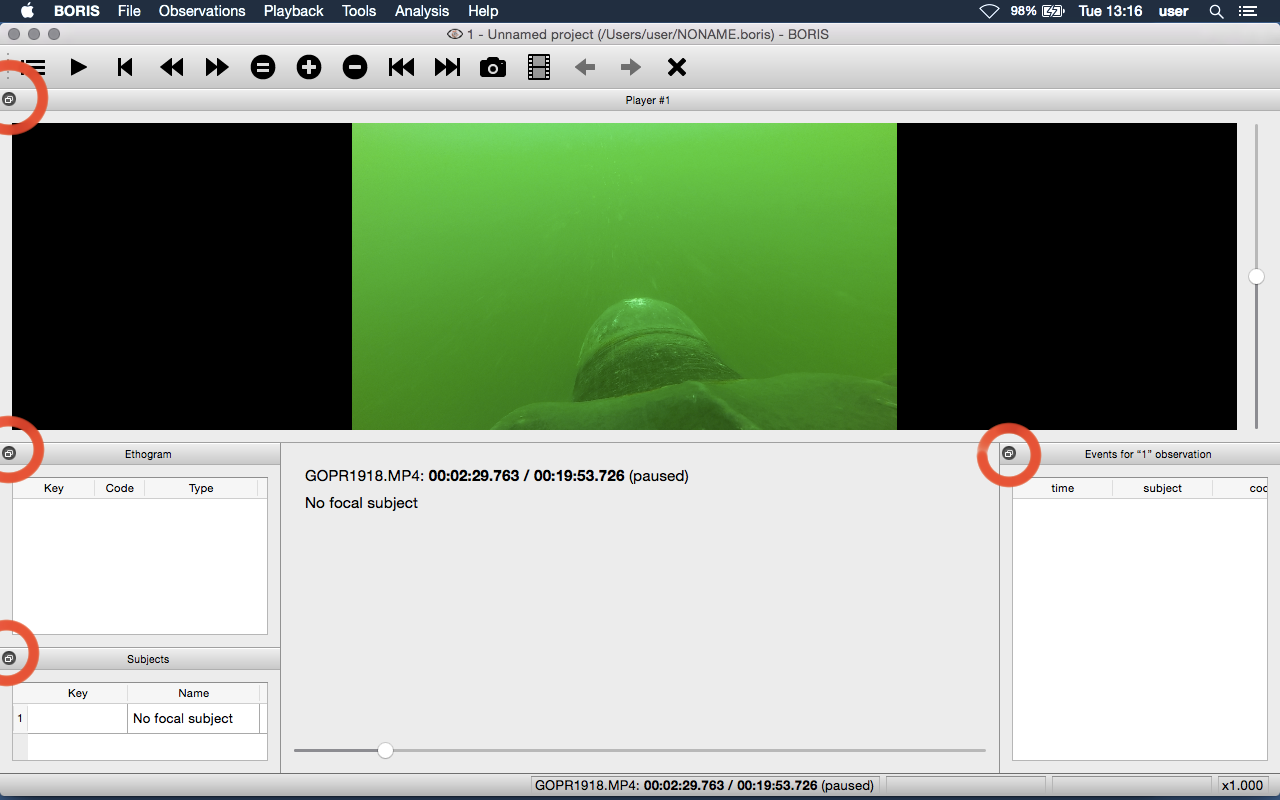 BORIS File Observations Playback Tools Analysis Help 98% Tue 13:16 user
1 - Unnamed project (/Users/user/NONAME.boris) - BORIS
Player #1
Ethogram
Key Code Type
GOPR1918.MP4: 00:02:29.763 / 00:19:53.726 (paused)
No focal subject
Events for “1” observation
time subject coc
Subjects
Key Name
1 No focal subject
GOPR1918.MP4: 00:02:29.763 / 00:19:53.726 (paused) x1.000